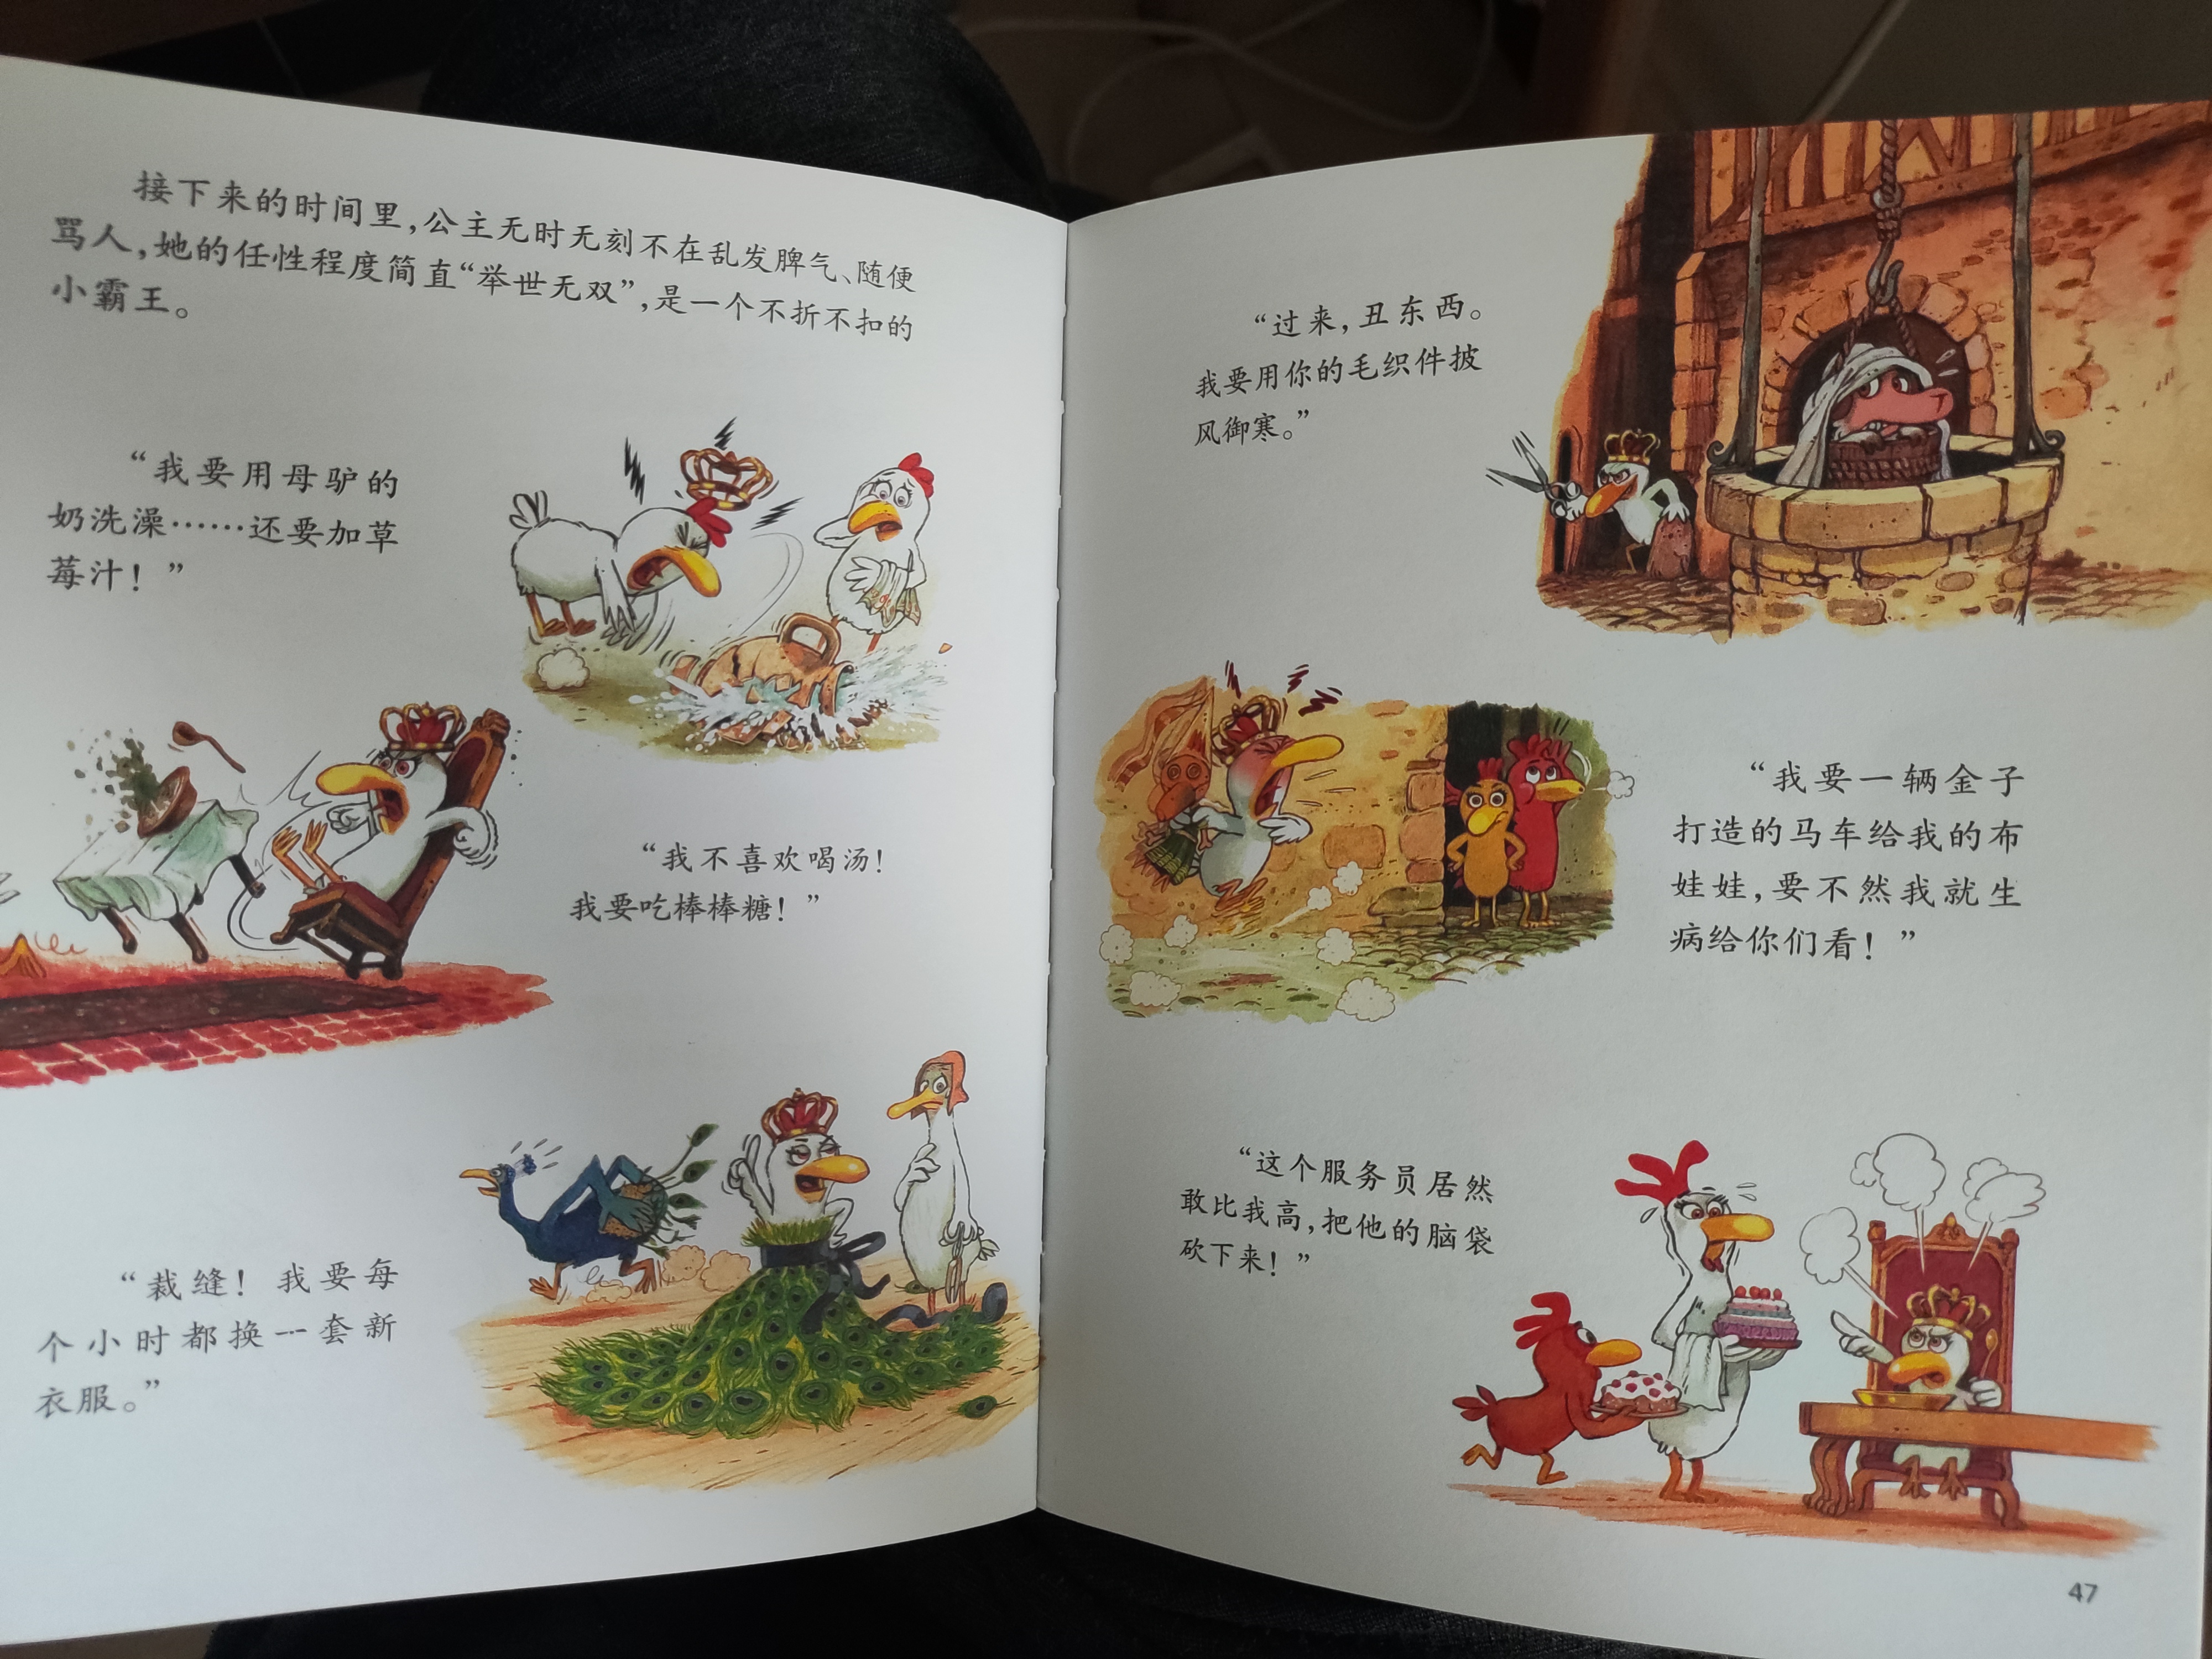 接下来的时间里，公主无时无刻不在乱发脾气、随便
骂人，她的任性程度简直“举世无双”，是一个不折不扣的
小霸王。
“我要用母驴的
奶洗澡……还要加草
莓汁！”
“我不喜欢喝汤！
我要吃棒棒糖！”
“裁缝！我要每
个小时都换一套新
衣服。”
“过来，丑东西。
我要用你的毛织件披
风御寒。”
“我要一辆金子
打造的马车给我的布
娃娃，要不然我就生
病给你们看！”
“这个服务员居然
敢比我高，把他的脑袋
砍下来！”
47